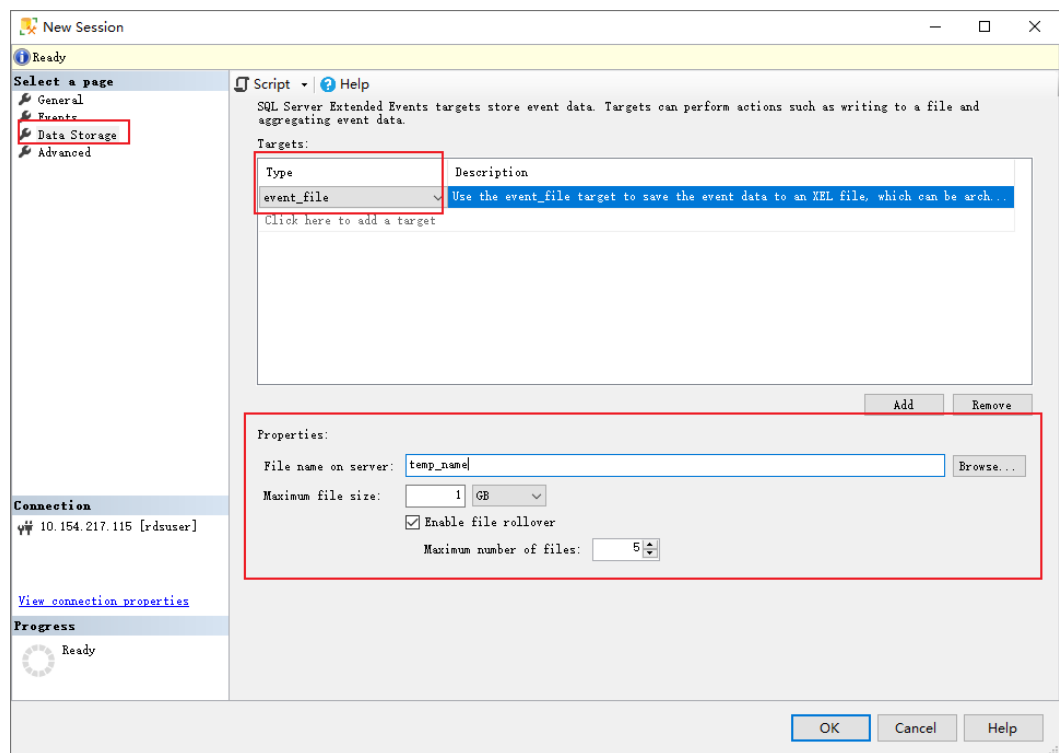 New Session
Ready
Select a page
General
Events
Data Storage
Advanced
Script
Help
SQL Server Extended Events targets store event data. Targets can perform actions such as writing to a file and
aggregating event data.
Targets:
Type Description
event_file Use the event_file target to save the event data to an XEL file, which can be arch...
Click here to add a target
Add Remove
Properties:
File name on server: temp_name Browse...
Maximum file size: 1 GB
Enable file rollover
Maximum number of files: 5
Connection
10.154.217.115 [rdsuser]
View connection properties
Progress
Ready
OK Cancel Help